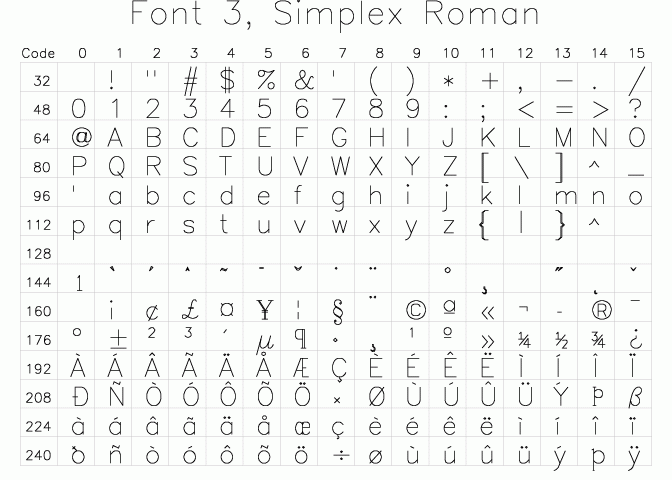 Font 3, Simplex Roman
Code 0 1 2 3 4 5 6 7 8 9 10 11 12 13 14 15
32 ! " # $ % & ' ( ) * + , – . /
48 0 1 2 3 4 5 6 7 8 9 : ; < = > ?
64 @ A B C D E F G H I J K L M N O
80 P Q R S T U V W X Y Z [ \ ] ^ _
96 ' a b c d e f g h i j k l m n o
112 p q r s t u v w x y z { | } ^
128
144 1 ` ´ ˆ ˜ ¯ ˘ ˙ ¨ ° ¸ ˝ ˛ ˇ
160 ¡ ¢ £ ¤ ¥ ¦ § ¨ © ª « ¬ - ® ¯
176 ° ± 2 3 ´ µ ¶ · ¸ 1 º » ¼ ½ ¾ ¿
192 À Á Â Ã Ä Å Æ Ç È É Ê Ë Ì Í Î Ï
208 Ð Ñ Ò Ó Ô Õ Ö × Ø Ù Ú Û Ü Ý Þ ß
224 à á â ã ä å æ ç è é ê ë ì í î ï
240 ð ñ ò ó ô õ ö ÷ ø ù ú û ü ý þ ÿ